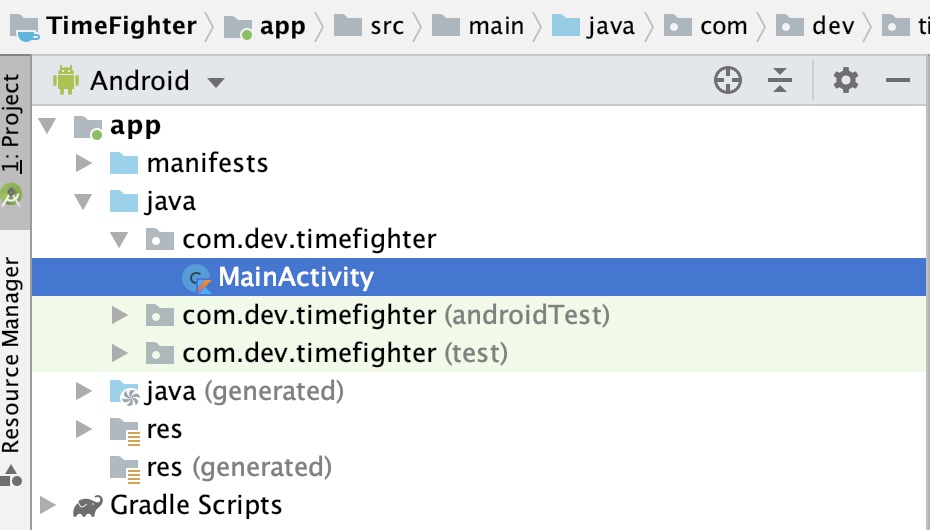 TimeFighter app src main java com dev
Android
1: Project
app
manifests
java
com.dev.timefighter
MainActivity
com.dev.timefighter (androidTest)
com.dev.timefighter (test)
Resource Manager
java (generated)
res
res (generated)
Gradle Scripts